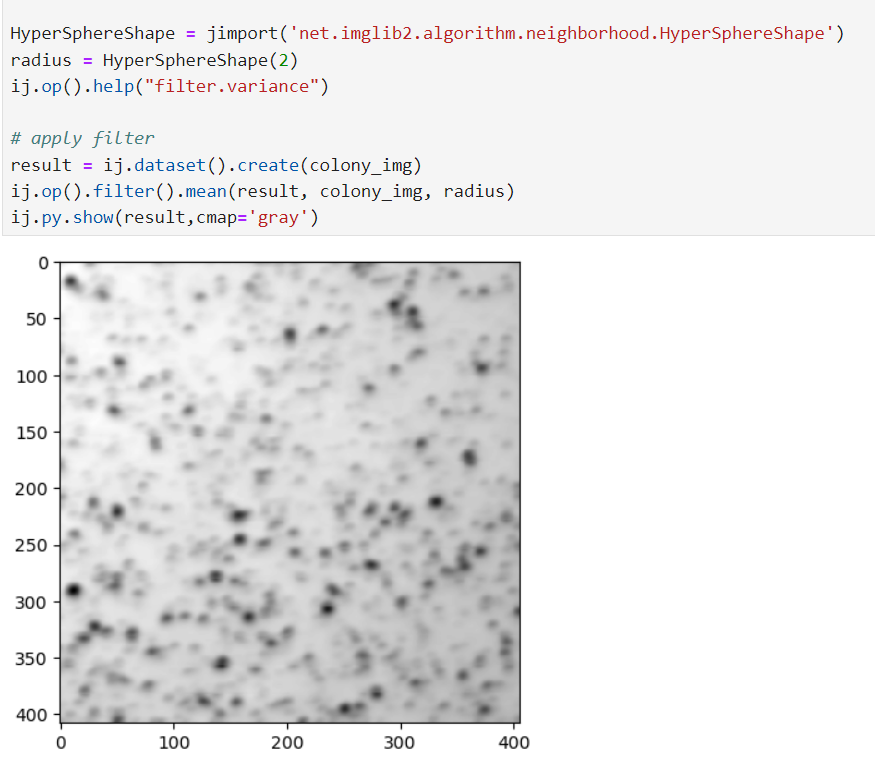 HyperSphereShape = jimport('net.imglib2.algorithm.neighborhood.HyperSphereShape')
radius = HyperSphereShape(2)
ij.op().help("filter.variance")
# apply filter
result = ij.dataset().create(colony_img)
ij.op().filter().mean(result, colony_img, radius)
ij.py.show(result,cmap='gray')
0
50
100
150
200
250
300
350
400
0 100 200 300 400